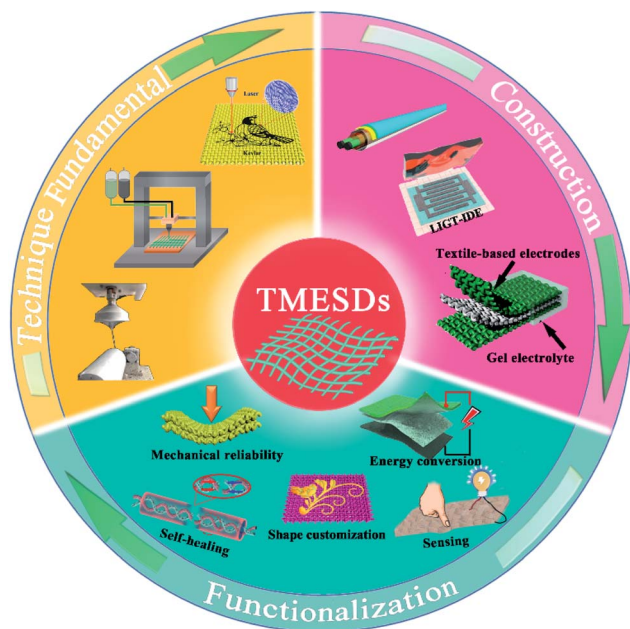 Technique Fundamental
Laser
Kevlar
Construction
LIGT-IDE
Textile-based electrodes
Gel electrolyte
TMESDs
Mechanical reliability
Energy conversion
Self-healing
Shape customization
Sensing
Functionalization